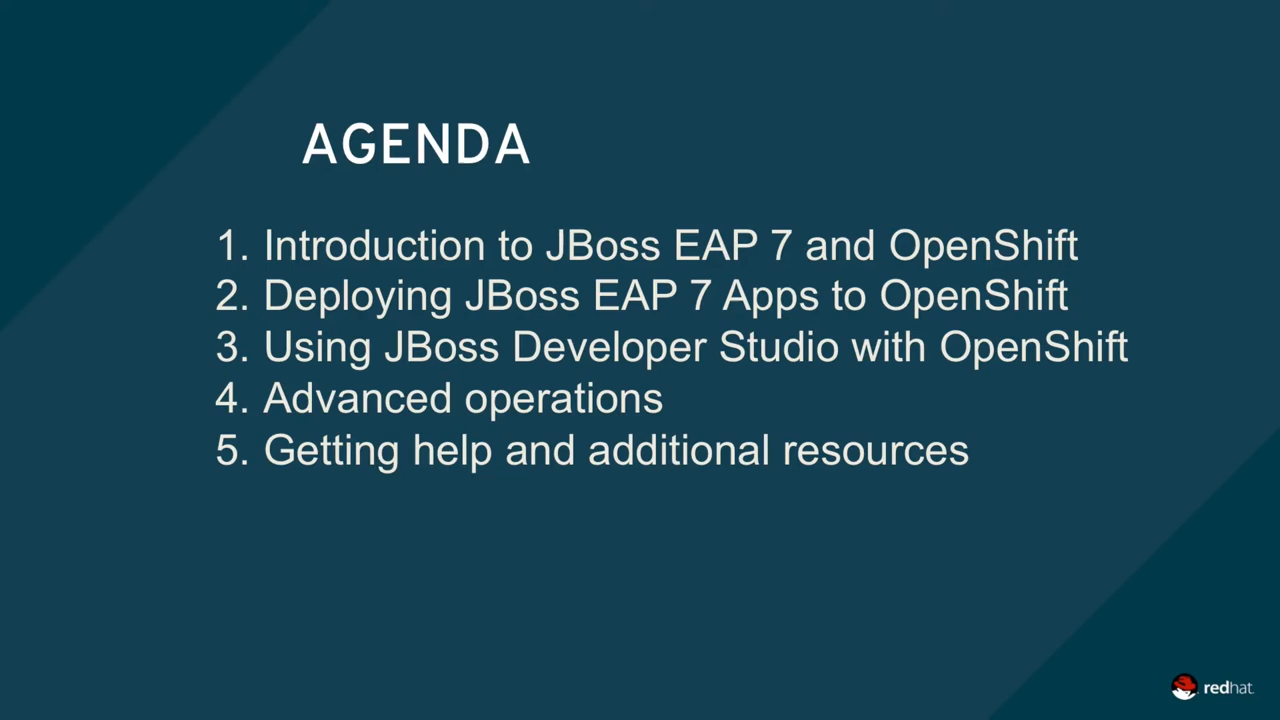 AGENDA
1. Introduction to JBoss EAP 7 and OpenShift
2. Deploying JBoss EAP 7 Apps to OpenShift
3. Using JBoss Developer Studio with OpenShift
4. Advanced operations
5. Getting help and additional resources
redhat.